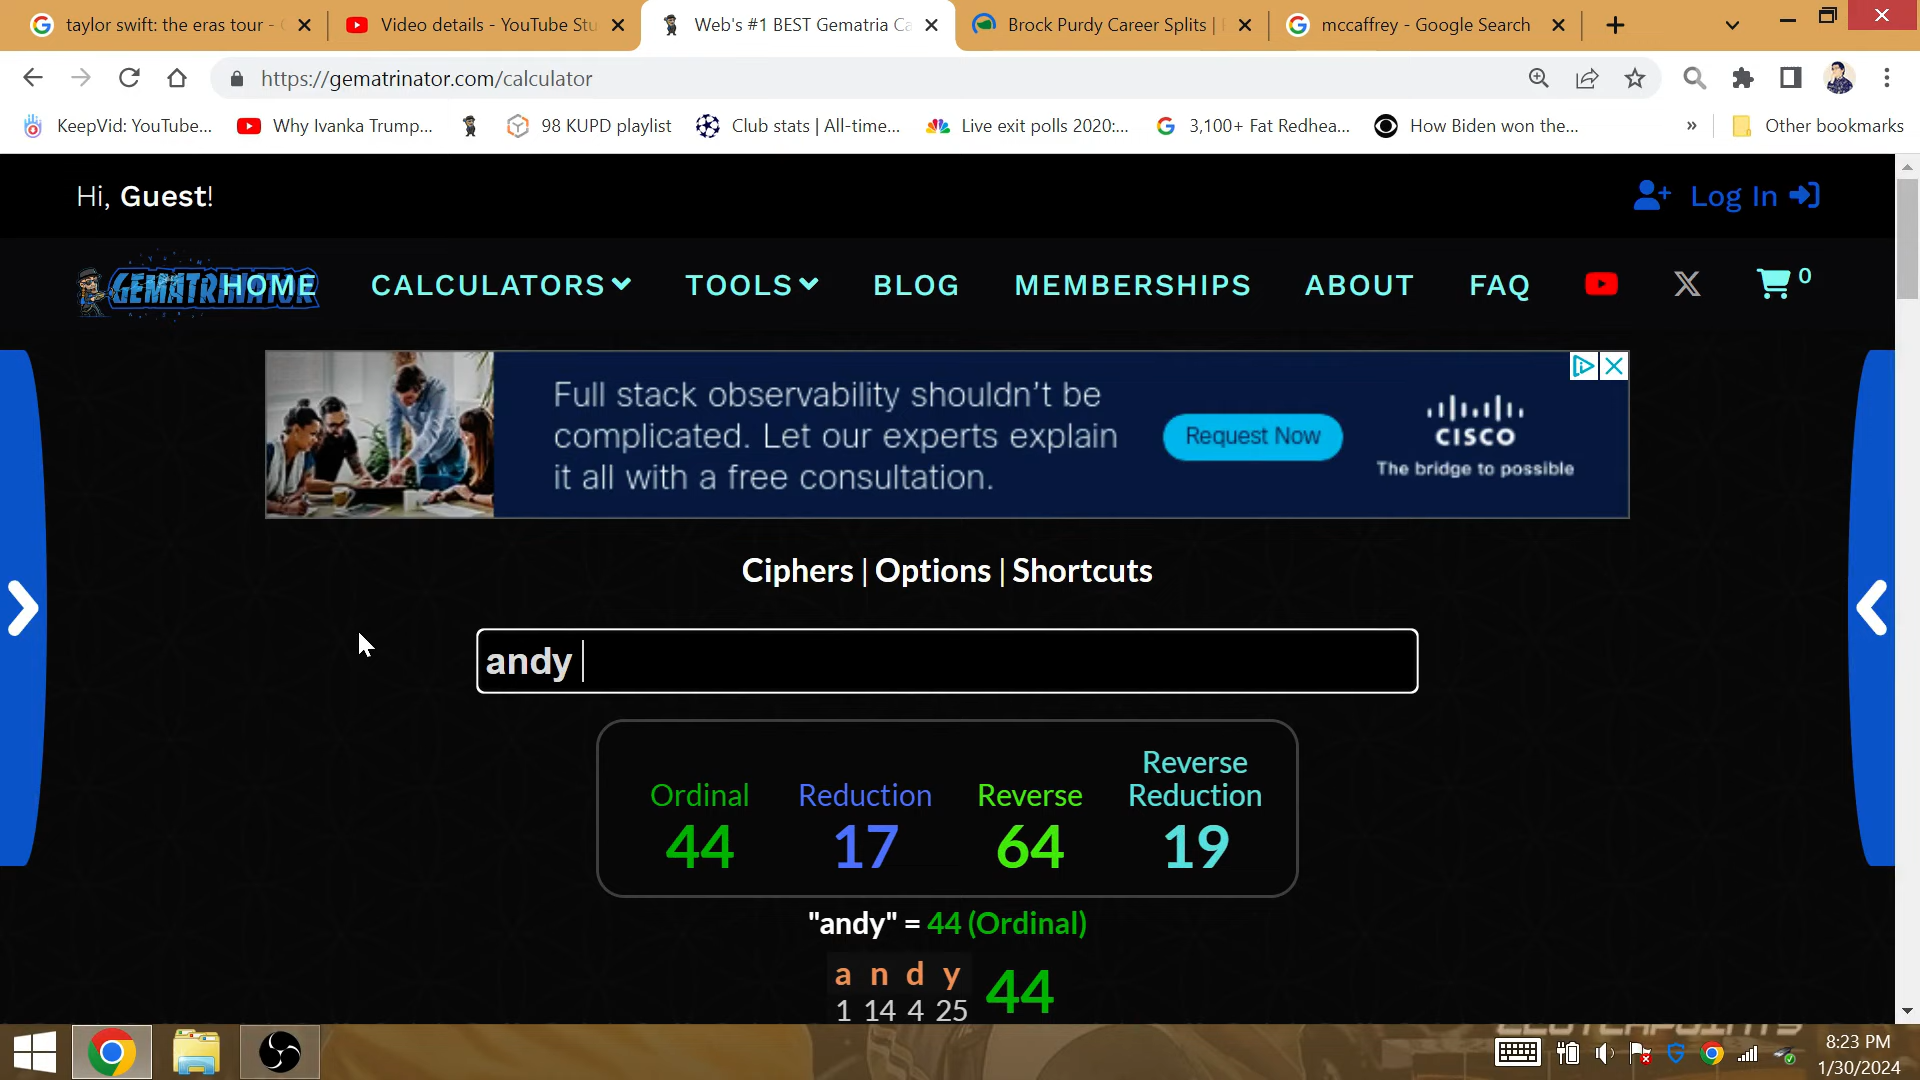 taylor swift: the eras tour -
Video details - YouTube Stu
Web's #1 BEST Gematria Ca
Brock Purdy Career Splits |
mccaffrey - Google Search
https://gematrinator.com/calculator
KeepVid: YouTube...
Why Ivanka Trump...
98 KUPD playlist
Club stats | All-time...
Live exit polls 2020:...
3,100+ Fat Redhea...
How Biden won the...
»
Other bookmarks
Hi, Guest!
Log In
GEMATRINATOR
HOME
CALCULATORS
TOOLS
BLOG
MEMBERSHIPS
ABOUT
FAQ
0
Full stack observability shouldn't be
complicated. Let our experts explain
it all with a free consultation.
Request Now
CISCO
The bridge to possible
Ciphers | Options | Shortcuts
andy
Ordinal
44
Reduction
17
Reverse
64
Reverse
Reduction
19
"andy" = 44 (Ordinal)
a n d y
1 14 4 25
44
CLUTCHPOINTS
8:23 PM
1/30/2024